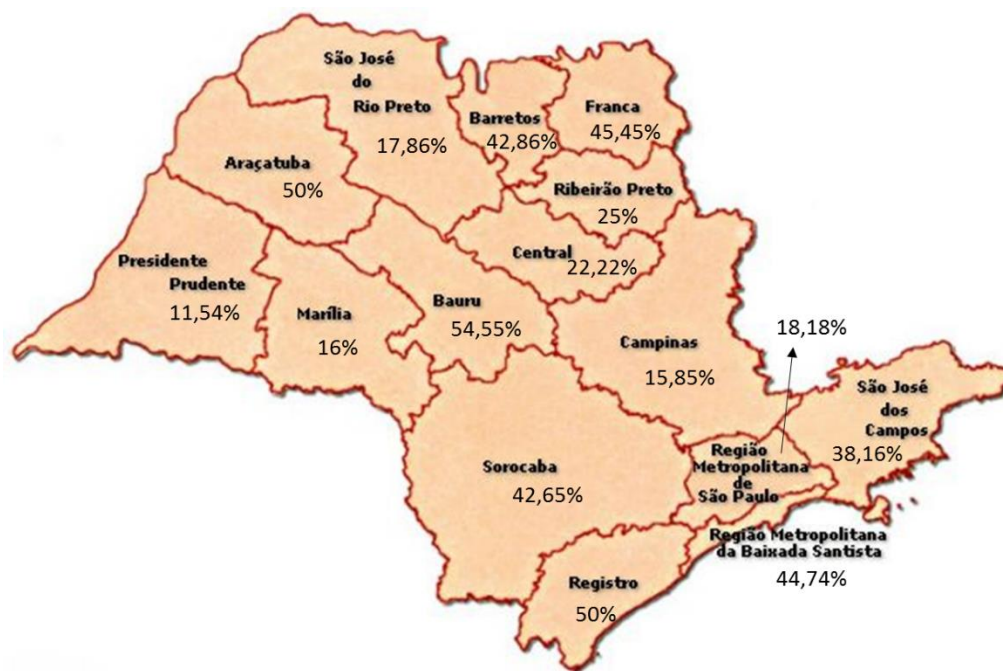 São José
do
Rio Preto
17,86%
Barretos
42,86%
Franca
45,45%
Araçatuba
50%
Ribeirão Preto
25%
Central
22,22%
Presidente
Prudente
11,54%
Marília
16%
Bauru
54,55%
Campinas
15,85%
18,18%
São José
dos
Campos
38,16%
Região
Metropolitana
de
São Paulo
Sorocaba
42,65%
Região Metropolitana
da Baixada Santista
44,74%
Registro
50%